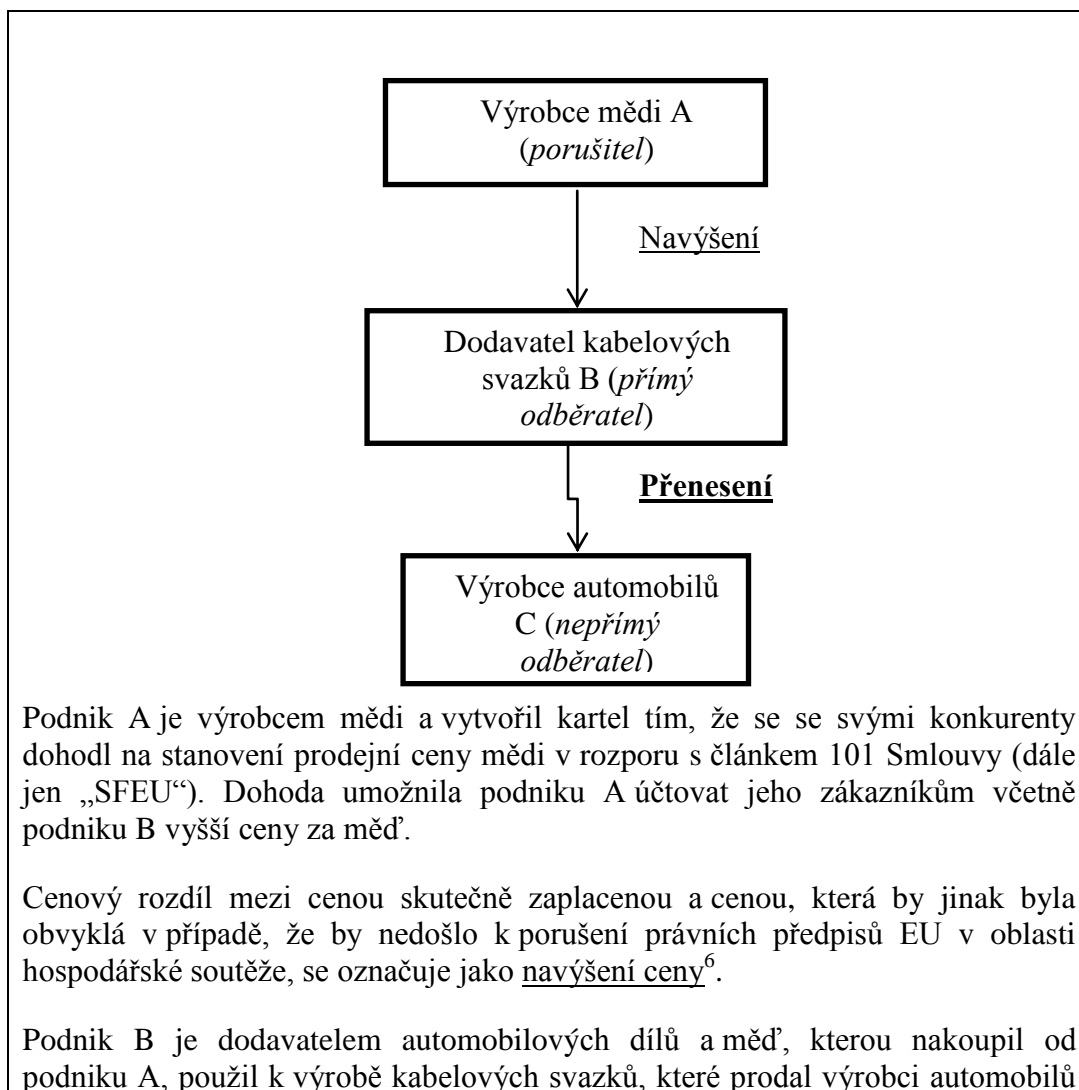 Výrobce mědi A
(porušitel)
Navýšení
Dodavatel kabelových
svazků B (přímý
odběratel)
Přenesení
Výrobce automobilů
C (nepřímý
odběratel)
Podnik A je výrobcem mědi a vytvořil kartel tím, že se se svými konkurenty
dohodl na stanovení prodejní ceny mědi v rozporu s článkem 101 Smlouvy (dále
jen „SFEU“). Dohoda umožnila podniku A účtovat jeho zákazníkům včetně
podniku B vyšší ceny za měď.
Cenový rozdíl mezi cenou skutečně zaplacenou a cenou, která by jinak byla
obvyklá v případě, že by nedošlo k porušení právních předpisů EU v oblasti
hospodářské soutěže, se označuje jako navýšení ceny6.
Podnik B je dodavatelem automobilových dílů a měď, kterou nakoupil od
podniku A, použil k výrobě kabelových svazků, které prodal výrobci automobilů